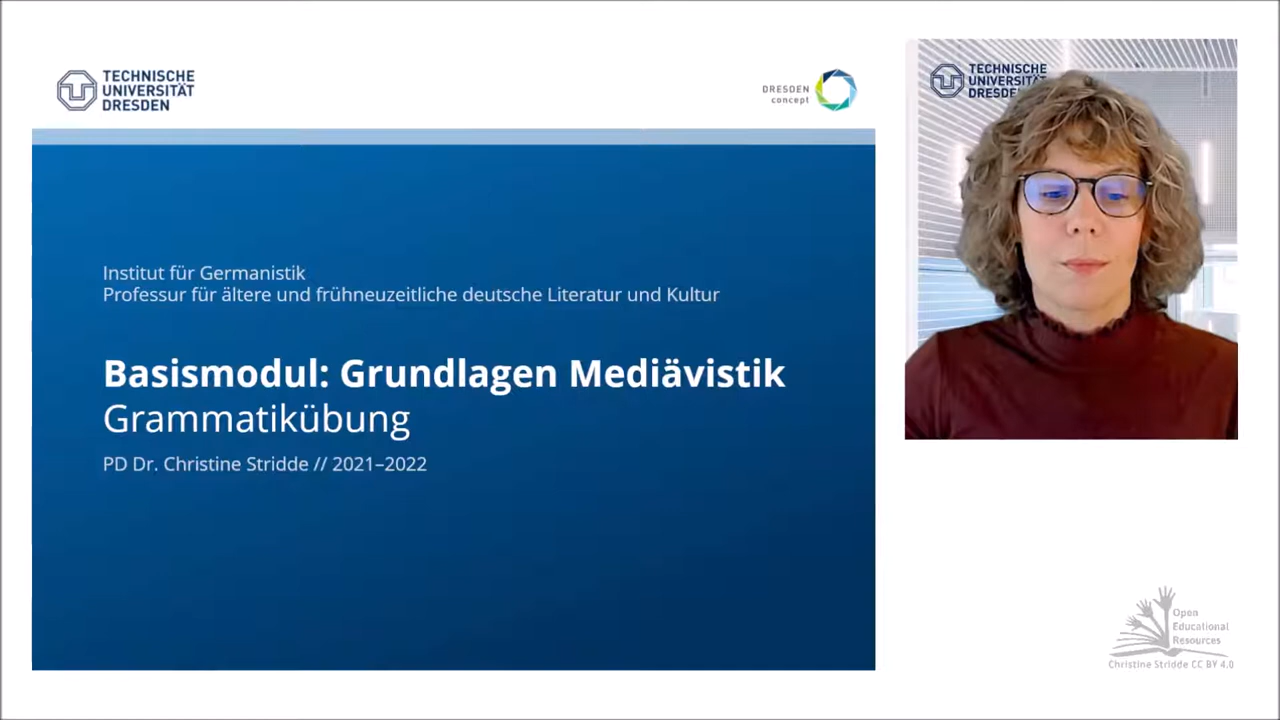 TECHNISCHE
UNIVERSITÄT
DRESDEN
DRESDEN
concept
Institut für Germanistik
Professur für ältere und frühneuzeitliche deutsche Literatur und Kultur
Basismodul: Grundlagen Mediävistik
Grammatikübung
PD Dr. Christine Stridde // 2021–2022
TECHNISCHE
UNIVERSITÄT
DRESDEN
Open
Educational
Resources
Christine Stridde CC BY 4.0